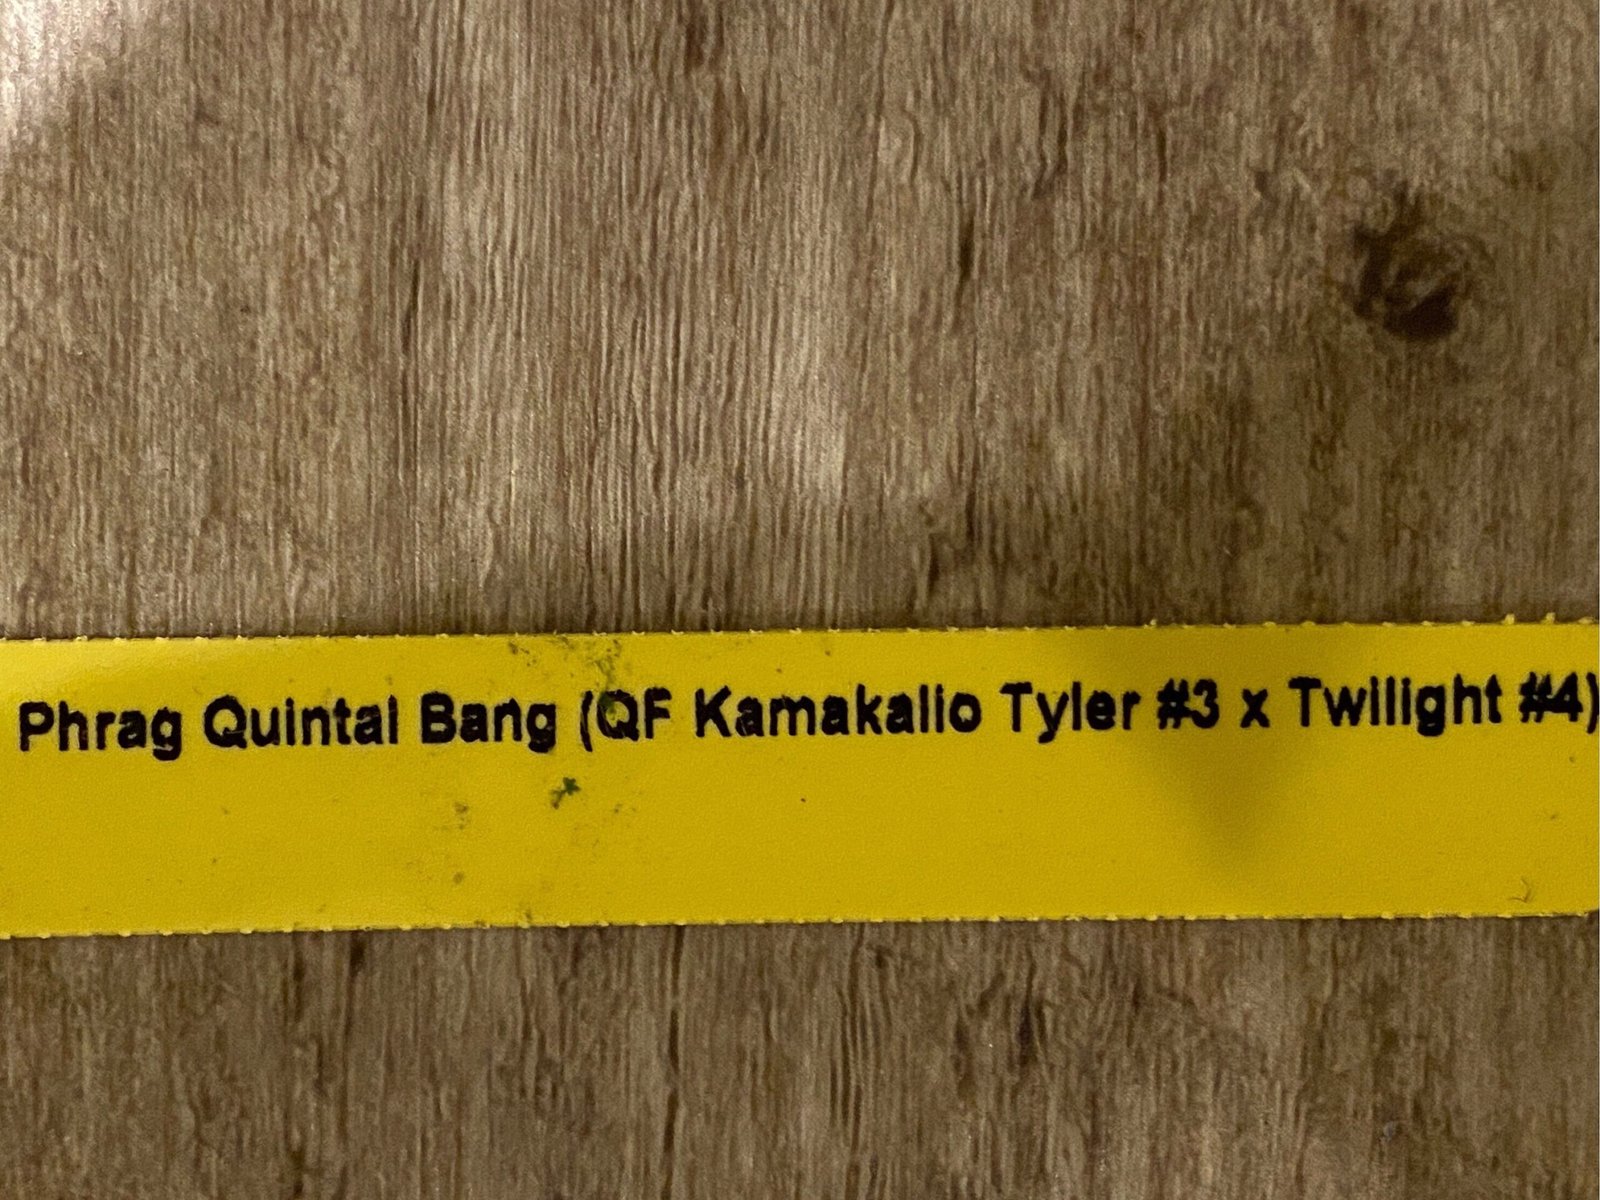 Phrag Quintal Bang (QF Kamakalio Tyler #3 x Twilight #4)